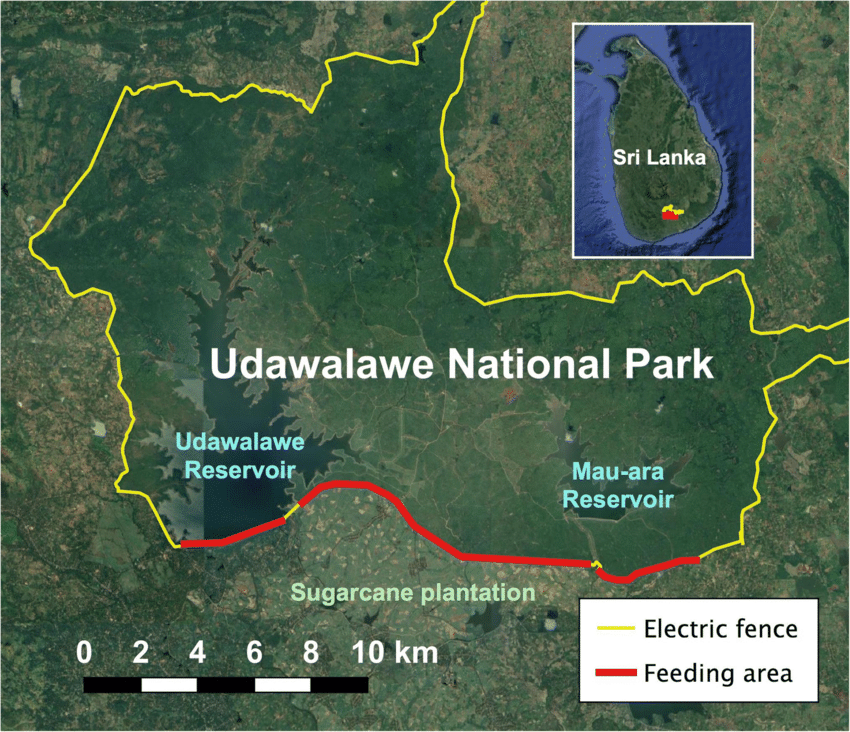 Sri Lanka
Udawalawe National Park
Udawalawe
Reservoir
Mau-ara
Reservoir
Sugarcane plantation
Electric fence
Feeding area
0 2 4 6 8 10 km